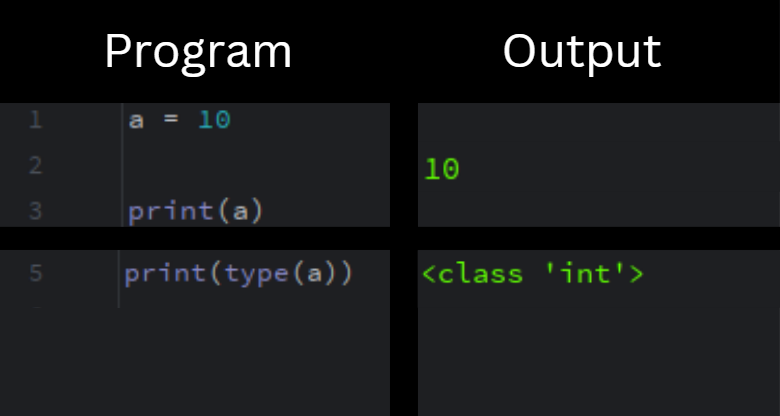 Program
Output
1 a = 10
2
3 print(a)
10
5 print(type(a))
<class 'int'>